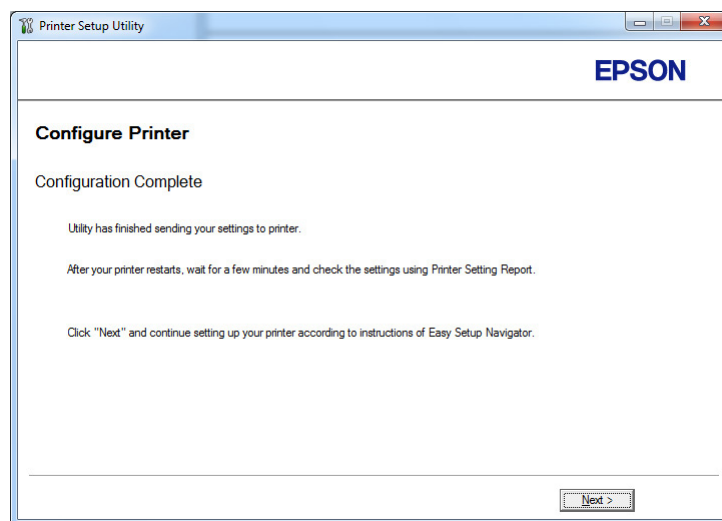 Printer Setup Utility
EPSON
Configure Printer
Configuration Complete
Utility has finished sending your settings to printer.
After your printer restarts, wait for a few minutes and check the settings using Printer Setting Report.
Click "Next" and continue setting up your printer according to instructions of Easy Setup Navigator.
Next >